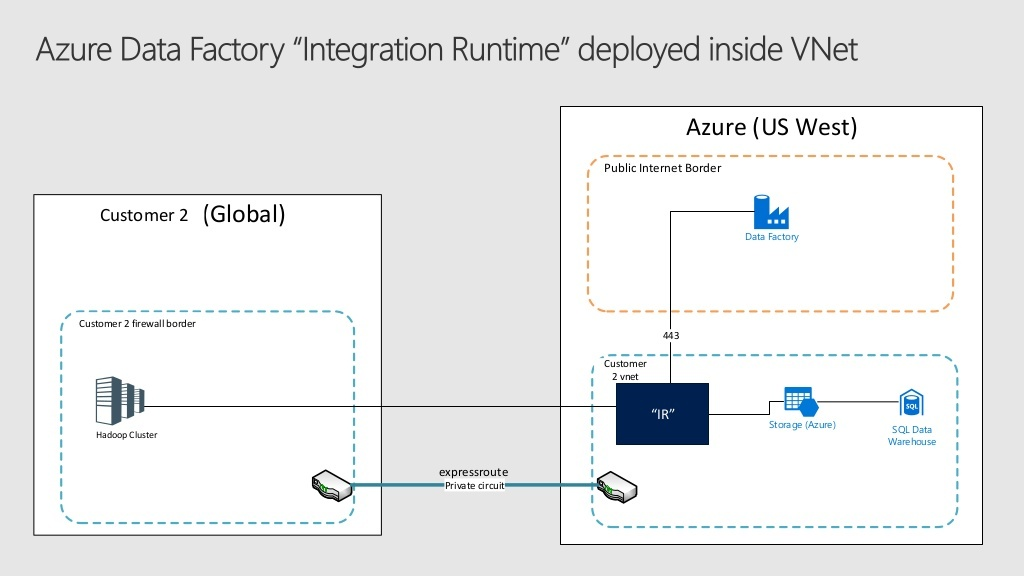 Azure Data Factory “Integration Runtime” deployed inside VNet
Azure (US West)
Public Internet Border
Data Factory
Customer 2 (Global)
Customer 2 firewall border
443
Customer
2 vnet
“IR”
Storage (Azure)
SQL
SQL Data
Warehouse
Hadoop Cluster
expressroute
Private circuit